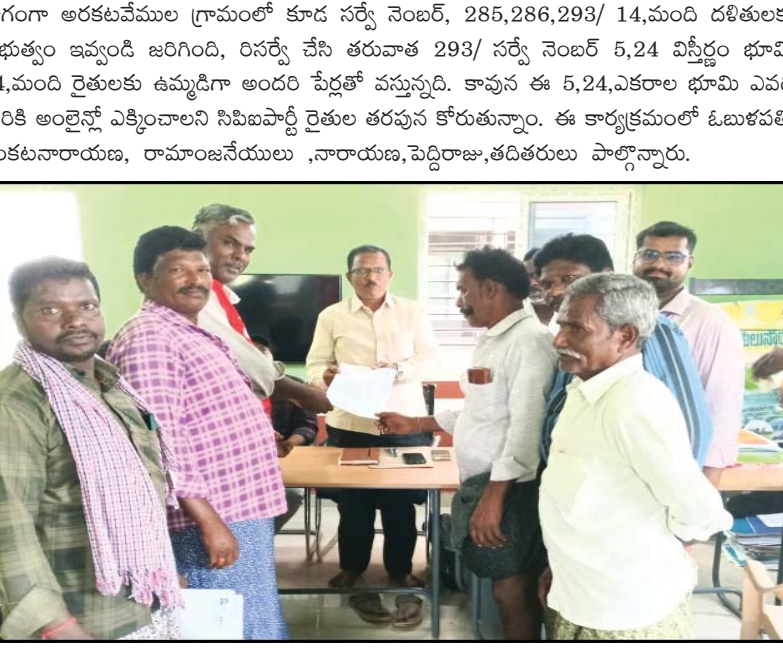 గంగా అరకటవేముల గ్రామంలో కూడ సర్వే నెంబర్, 285,286,293/ 14,మంది దళితులక
భుత్వం ఇవ్వండి జరిగింది, రిసర్వే చేసి తరువాత 293/ సర్వే నెంబర్ 5,24 విస్తీర్ణం భూమి
4,మంది రైతులకు ఉమ్మడిగా అందరి పేర్లతో వస్తున్నది. కావున ఈ 5,24,ఎకరాల భూమి ఎవరి
రికి అంలైన్లో ఎక్కించాలని సిపిఐపార్టీ రైతుల తరపున కోరుతున్నాం. ఈ కార్యక్రమంలో ఓబుళపతి
ంకటనారాయణ, రామాంజనేయులు ,నారాయణ,పెద్దిరాజు,తదితరులు పాల్గొన్నారు.